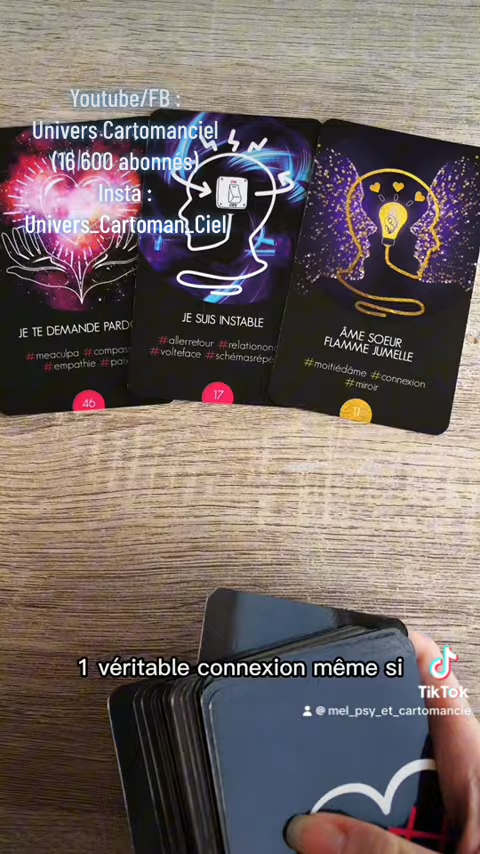 Youtube/FB :
Univers Cartomanciel
(16 600 abonnés)
Insta :
Univers_Cartoman_Ciel
JE TE DEMANDE PARDO
#meaculpa #compas
#empathie #pa
46
JE SUIS INSTABLE
#allerretour #relationon
#volteface #schémasrépé
17
ÂME SOEUR
FLAMME JUMELLE
#moitiédâme #connexion
#miroir
11
1 véritable connexion même si
TikTok
@mel_psy_et_cartomancie